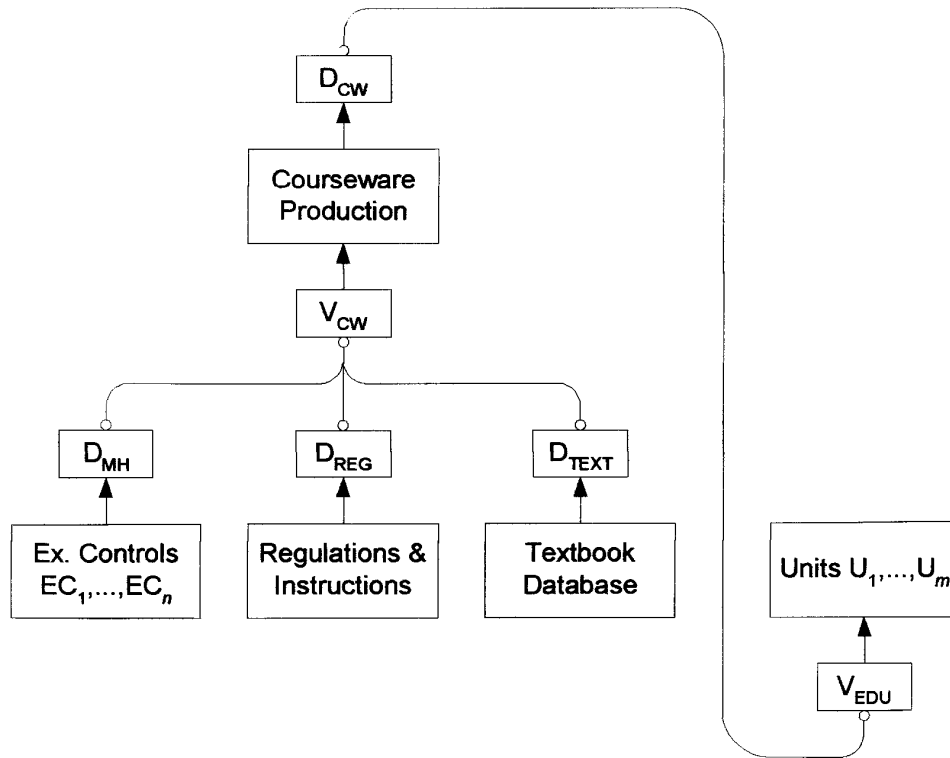 D_CW
Courseware
Production
V_CW
D_MH
D_REG
D_TEXT
Ex. Controls
EC_1,...,EC_n
Regulations &
Instructions
Textbook
Database
Units U_1,...,U_m
V_EDU